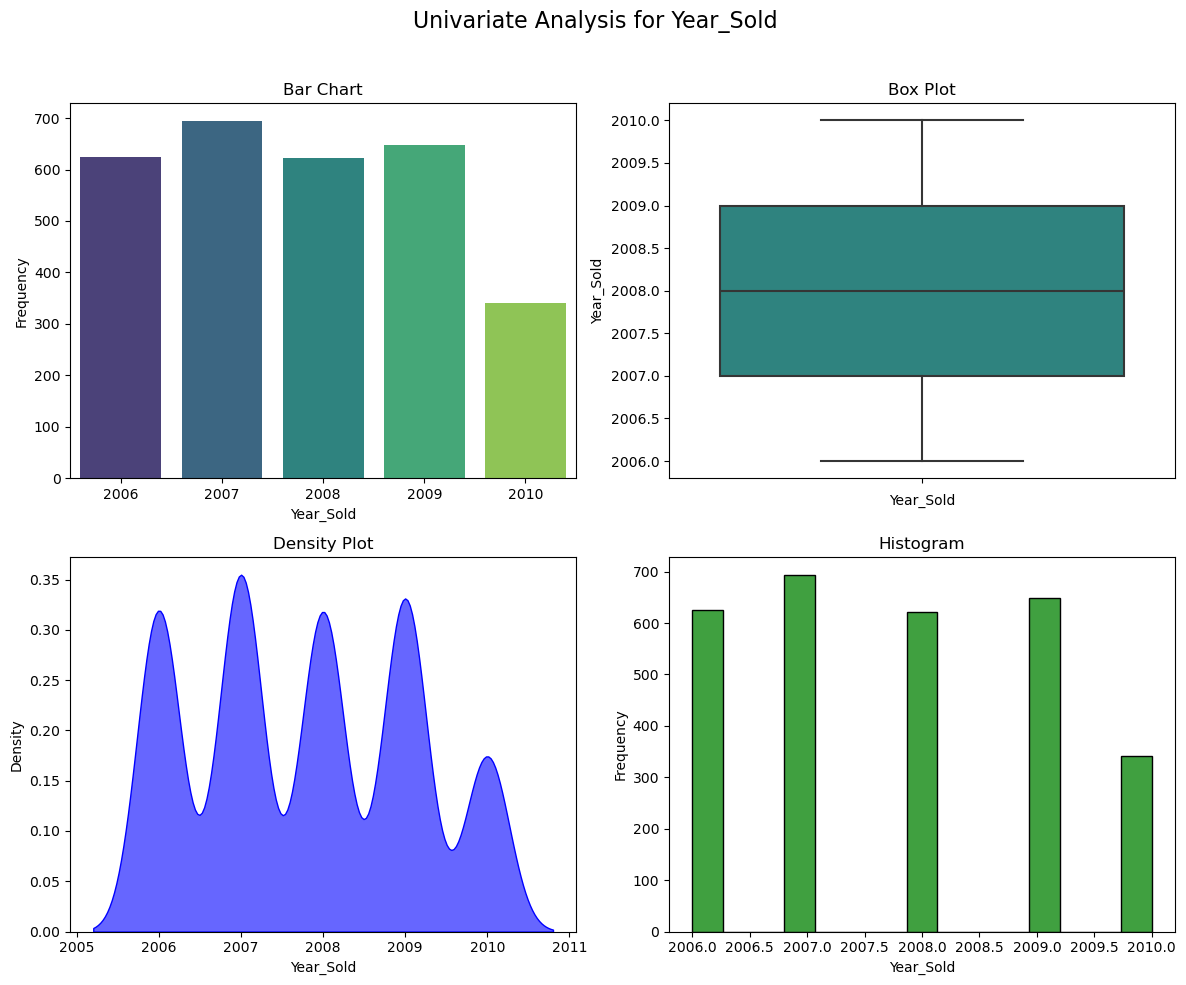 Univariate Analysis for Year_Sold
Bar Chart
700
600
500
400
300
200
100
0
Frequency
2006 2007 2008 2009 2010
Year_Sold
Box Plot
2010.0
2009.5
2009.0
2008.5
2008.0
2007.5
2007.0
2006.5
2006.0
Year_Sold
Year_Sold
Density Plot
0.35
0.30
0.25
0.20
0.15
0.10
0.05
0.00
Density
2005 2006 2007 2008 2009 2010 2011
Year_Sold
Histogram
700
600
500
400
300
200
100
0
Frequency
2006.0 2006.5 2007.0 2007.5 2008.0 2008.5 2009.0 2009.5 2010.0
Year_Sold